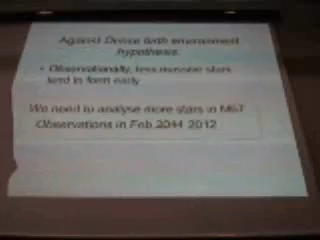 Against Dense birth environment
hypothesis
• Observationally, less massive stars
tend to form early
We need to analyse more stars in M67
Observations in Feb 2011 2012